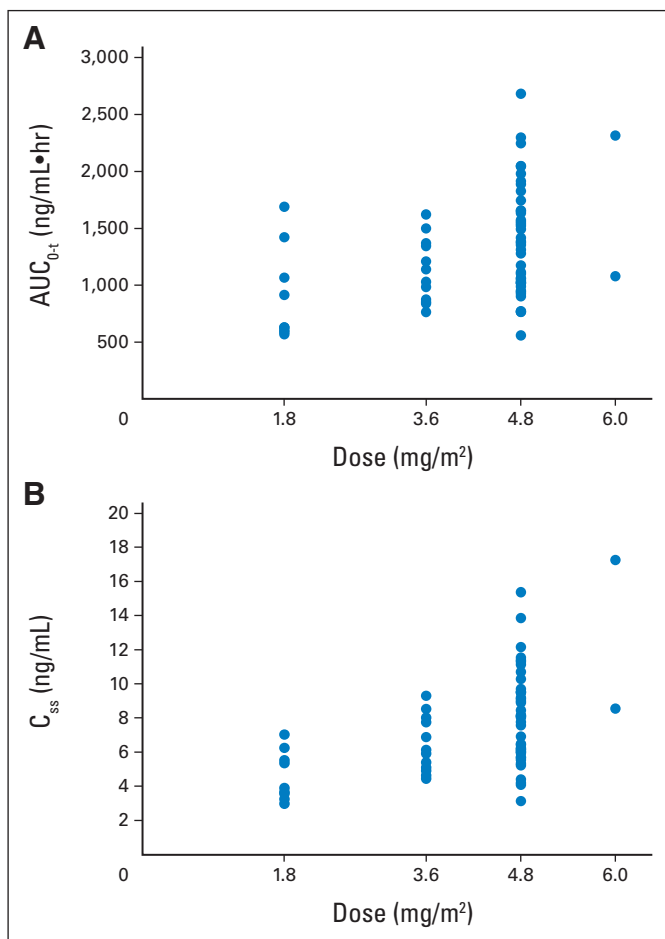 A
3,000
2,500
2,000
1,500
1,000
500
0
AUC0-t (ng/mL•hr)
1.8 3.6 4.8 6.0
Dose (mg/m²)
B
20
18
16
14
12
10
8
6
4
2
0
Css (ng/mL)
1.8 3.6 4.8 6.0
Dose (mg/m²)